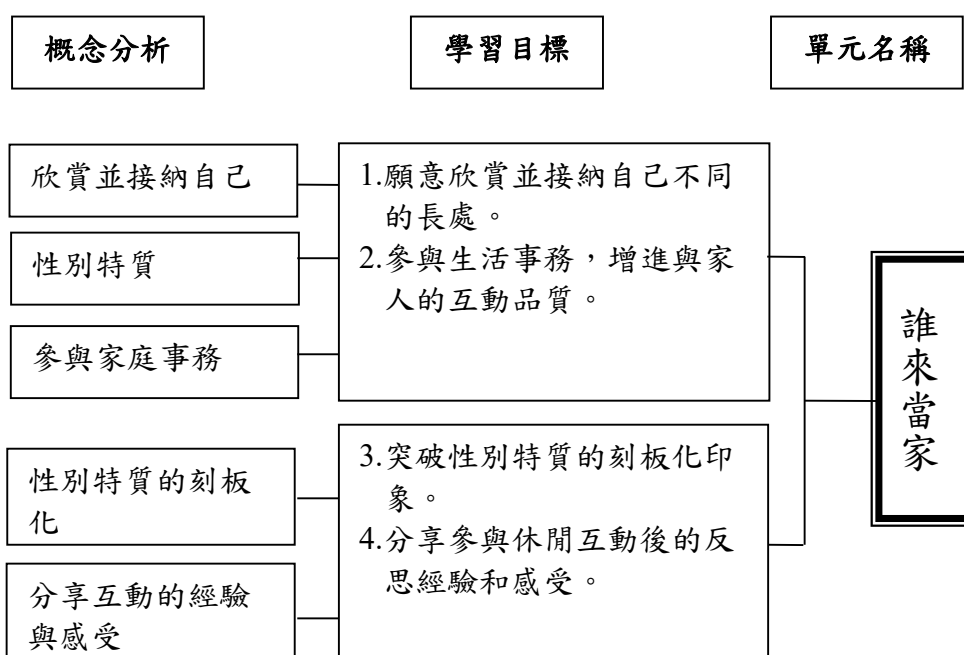 概念分析
學習目標
單元名稱
欣賞並接納自己
性別特質
參與家庭事務
性別特質的刻板
化
分享互動的經驗
與感受
1.願意欣賞並接納自己不同
的長處。
2.參與生活事務，增進與家
人的互動品質。
3.突破性別特質的刻板化印
象。
4.分享參與休閒互動後的反
思經驗和感受。
誰來當家